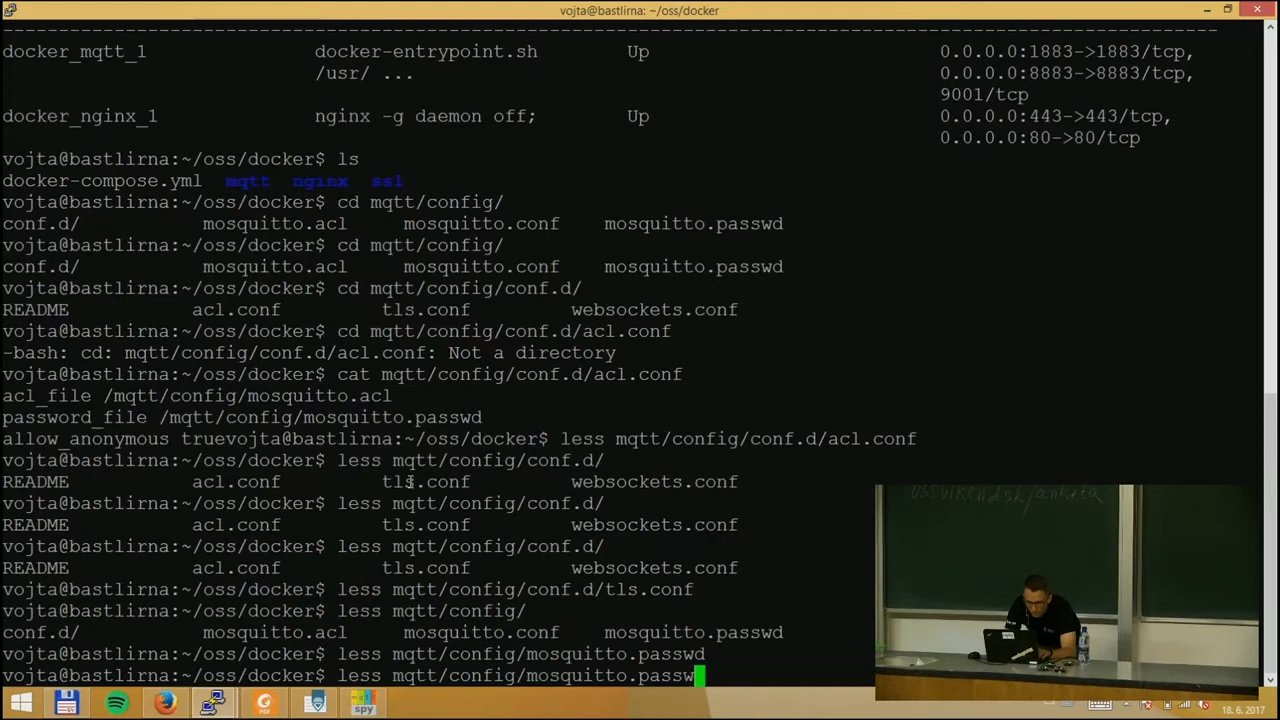 vojta@bastlirna: ~/oss/docker
docker_mqtt_1 docker-entrypoint.sh Up 0.0.0.0:1883->1883/tcp,
/usr/ ... 0.0.0.0:8883->8883/tcp,
9001/tcp
docker_nginx_1 nginx -g daemon off; Up 0.0.0.0:443->443/tcp,
0.0.0.0:80->80/tcp
vojta@bastlirna:~/oss/docker$ ls
docker-compose.yml mqtt nginx ssl
vojta@bastlirna:~/oss/docker$ cd mqtt/config/
conf.d/ mosquitto.acl mosquitto.conf mosquitto.passwd
vojta@bastlirna:~/oss/docker$ cd mqtt/config/
conf.d/ mosquitto.acl mosquitto.conf mosquitto.passwd
vojta@bastlirna:~/oss/docker$ cd mqtt/config/conf.d/
README acl.conf tls.conf websockets.conf
vojta@bastlirna:~/oss/docker$ cd mqtt/config/conf.d/acl.conf
-bash: cd: mqtt/config/conf.d/acl.conf: Not a directory
vojta@bastlirna:~/oss/docker$ cat mqtt/config/conf.d/acl.conf
acl_file /mqtt/config/mosquitto.acl
password_file /mqtt/config/mosquitto.passwd
allow_anonymous truevojta@bastlirna:~/oss/docker$ less mqtt/config/conf.d/acl.conf
vojta@bastlirna:~/oss/docker$ less mqtt/config/conf.d/
README acl.conf tls.conf websockets.conf
vojta@bastlirna:~/oss/docker$ less mqtt/config/conf.d/
README acl.conf tls.conf websockets.conf
vojta@bastlirna:~/oss/docker$ less mqtt/config/conf.d/
README acl.conf tls.conf websockets.conf
vojta@bastlirna:~/oss/docker$ less mqtt/config/conf.d/tls.conf
vojta@bastlirna:~/oss/docker$ less mqtt/config/
conf.d/ mosquitto.acl mosquitto.conf mosquitto.passwd
vojta@bastlirna:~/oss/docker$ less mqtt/config/mosquitto.passwd
vojta@bastlirna:~/oss/docker$ less mqtt/config/mosquitto.passw
ossvikend.sk/anketa
spy
18. 6. 2017